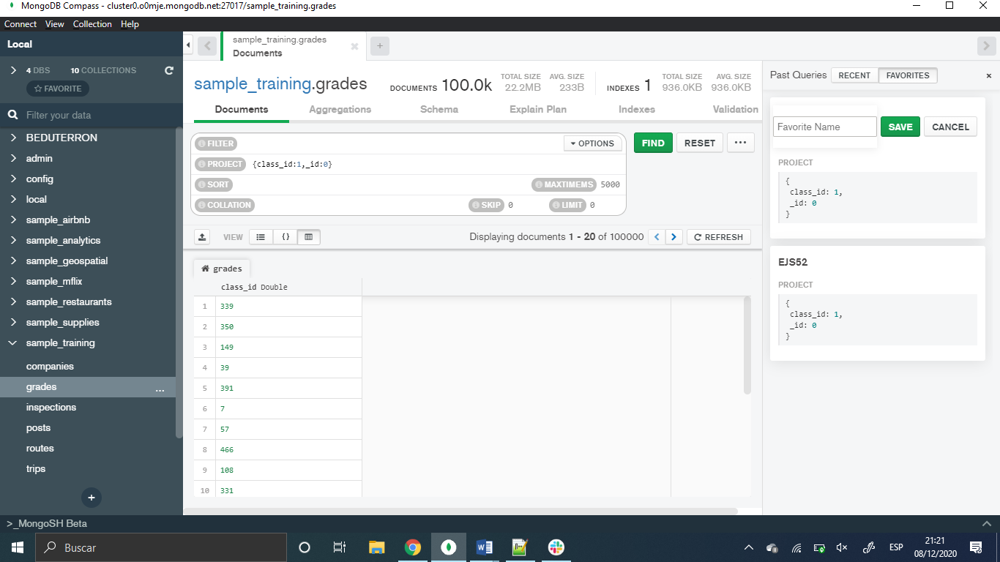 MongoDB Compass - cluster0.o0mje.mongodb.net:27017/sample_training.grades
Connect View Collection Help
Local
4 DBS 10 COLLECTIONS
FAVORITE
Filter your data
BEDUTERRON
admin
config
local
sample_airbnb
sample_analytics
sample_geospatial
sample_mflix
sample_restaurants
sample_supplies
sample_training
companies
grades ...
inspections
posts
routes
trips
+
sample_training.grades
Documents
+
sample_training.grades
DOCUMENTS 100.0k
TOTAL SIZE AVG. SIZE
22.2MB 233B
INDEXES 1
TOTAL SIZE AVG. SIZE
936.0KB 936.0KB
Documents Aggregations Schema Explain Plan Indexes Validation
FILTER OPTIONS
PROJECT {class_id:1,_id:0}
SORT MAXTIMEMS 5000
COLLATION SKIP 0 LIMIT 0
FIND RESET ...
VIEW {} Displaying documents 1 - 20 of 100000 < > REFRESH
grades
class_id Double
1 339
2 350
3 149
4 39
5 391
6 7
7 57
8 466
9 108
10 331
Past Queries RECENT FAVORITES ×
Favorite Name SAVE CANCEL
PROJECT
{
class_id: 1,
_id: 0
}
EJS52
PROJECT
{
class_id: 1,
_id: 0
}
>_MongoSH Beta
Buscar
ESP
21:21
08/12/2020